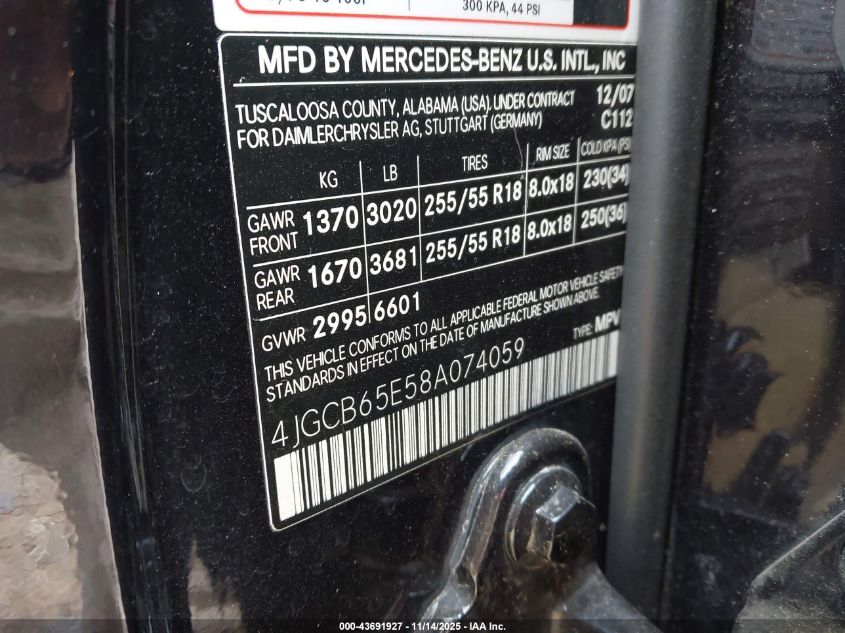 300 KPA, 44 PSI
MFD BY MERCEDES-BENZ U.S. INTL., INC
TUSCALOOSA COUNTY, ALABAMA (USA). UNDER CONTRACT 12/07
FOR DAIMLERCHRYSLER AG, STUTTGART (GERMANY) C112
KG LB TIRES RIM SIZE COLD KPA (PSI
GAWR FRONT 1370 3020 255/55 R18 8.0x18 230(34)
GAWR REAR 1670 3681 255/55 R18 8.0x18 250(36)
GVWR 2995 6601
THIS VEHICLE CONFORMS TO ALL APPLICABLE FEDERAL MOTOR VEHICLE SAFETY
STANDARDS IN EFFECT ON THE DATE OF MANUFACTURE SHOWN ABOVE.
TYPE: MPV
4JGCB65E58A074059
000-43691927 - 11/14/2025 - IAA Inc.